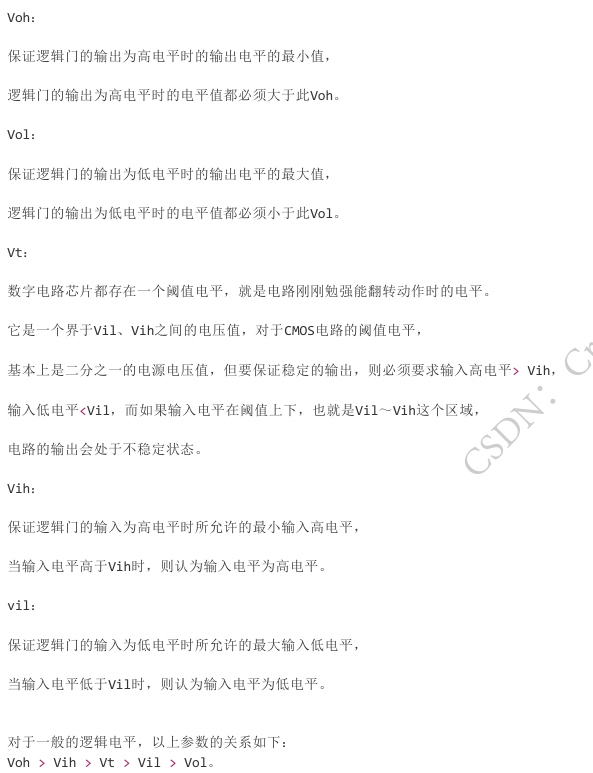 Voh:
保证逻辑门的输出为高电平时的输出电平的最小值，
逻辑门的输出为高电平时的电平值都必须大于此Voh。
Vol:
保证逻辑门的输出为低电平时的输出电平的最大值，
逻辑门的输出为低电平时的电平值都必须小于此Vol。
Vt:
数字电路芯片都存在一个阈值电平，就是电路刚刚勉强能翻转动作时的电平。
它是一个界于Vil、Vih之间的电压值，对于CMOS电路的阈值电平，
基本上是二分之一的电源电压值，但要保证稳定的输出，则必须要求输入高电平> Vih，
输入低电平<Vil，而如果输入电平在阈值上下，也就是Vil～Vih这个区域，
电路的输出会处于不稳定状态。
Vih:
保证逻辑门的输入为高电平时所允许的最小输入高电平，
当输入电平高于Vih时，则认为输入电平为高电平。
vil:
保证逻辑门的输入为低电平时所允许的最大输入低电平，
当输入电平低于Vil时，则认为输入电平为低电平。
对于一般的逻辑电平，以上参数的关系如下：
Voh > Vih > Vt > Vil > Vol。
CSDN: